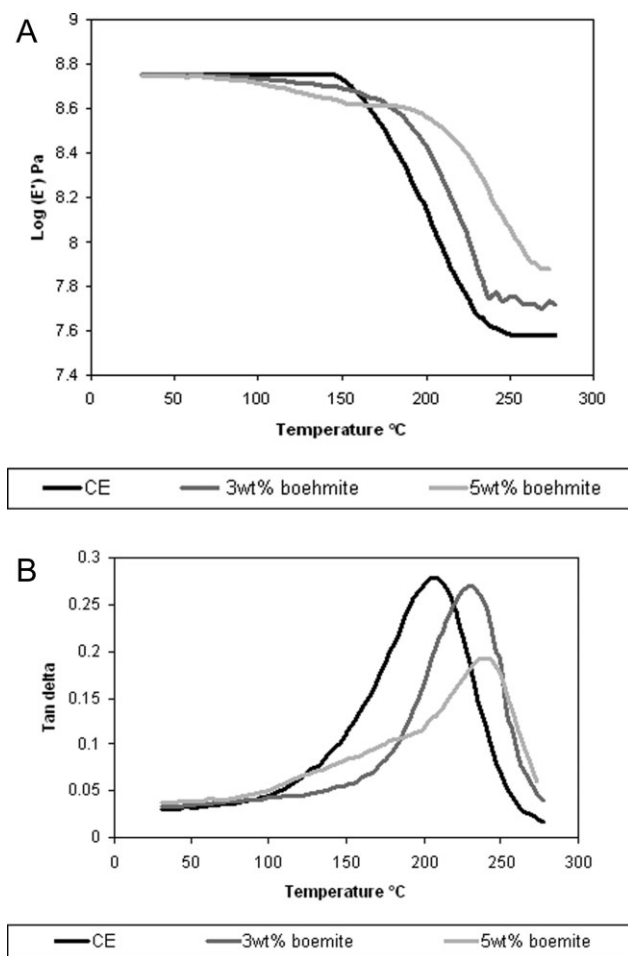 A
9
8.8
8.6
8.4
8.2
8
7.8
7.6
7.4
Log (E') Pa
0 50 100 150 200 250 300
Temperature °C
CE 3wt% boehmite 5wt% boehmite
B
0.3
0.25
0.2
0.15
0.1
0.05
0
Tan delta
0 50 100 150 200 250 300
Temperature °C
CE 3wt% boemite 5wt% boemite